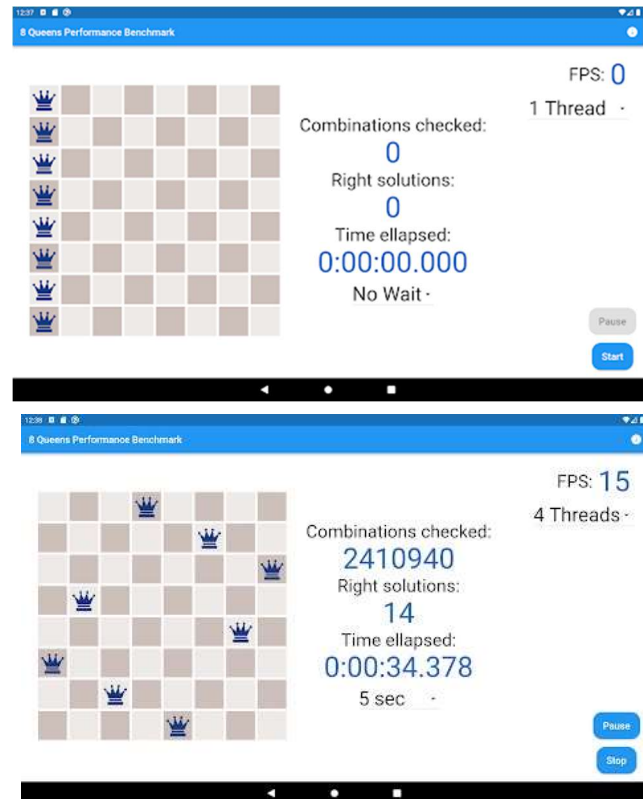 12:37
8 Queens Performance Benchmark
FPS: 0
1 Thread
Combinations checked:
0
Right solutions:
0
Time ellapsed:
0:00:00.000
No Wait
Pause
Start
12:38
8 Queens Performance Benchmark
FPS: 15
4 Threads
Combinations checked:
2410940
Right solutions:
14
Time ellapsed:
0:00:34.378
5 sec
Pause
Stop